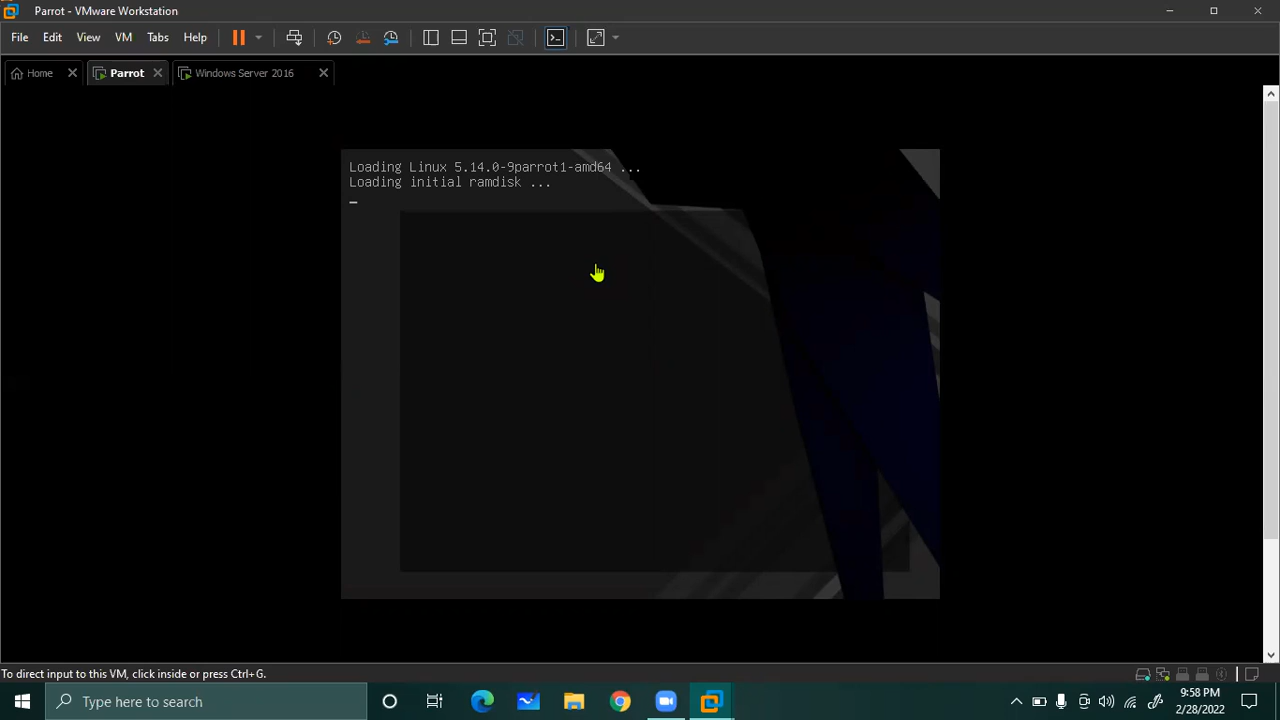 Parrot - VMware Workstation
File Edit View VM Tabs Help
Home Parrot Windows Server 2016
Loading Linux 5.14.0-9parrot1-amd64 ...
Loading initial ramdisk ...
To direct input to this VM, click inside or press Ctrl+G.
Type here to search
9:58 PM
2/28/2022